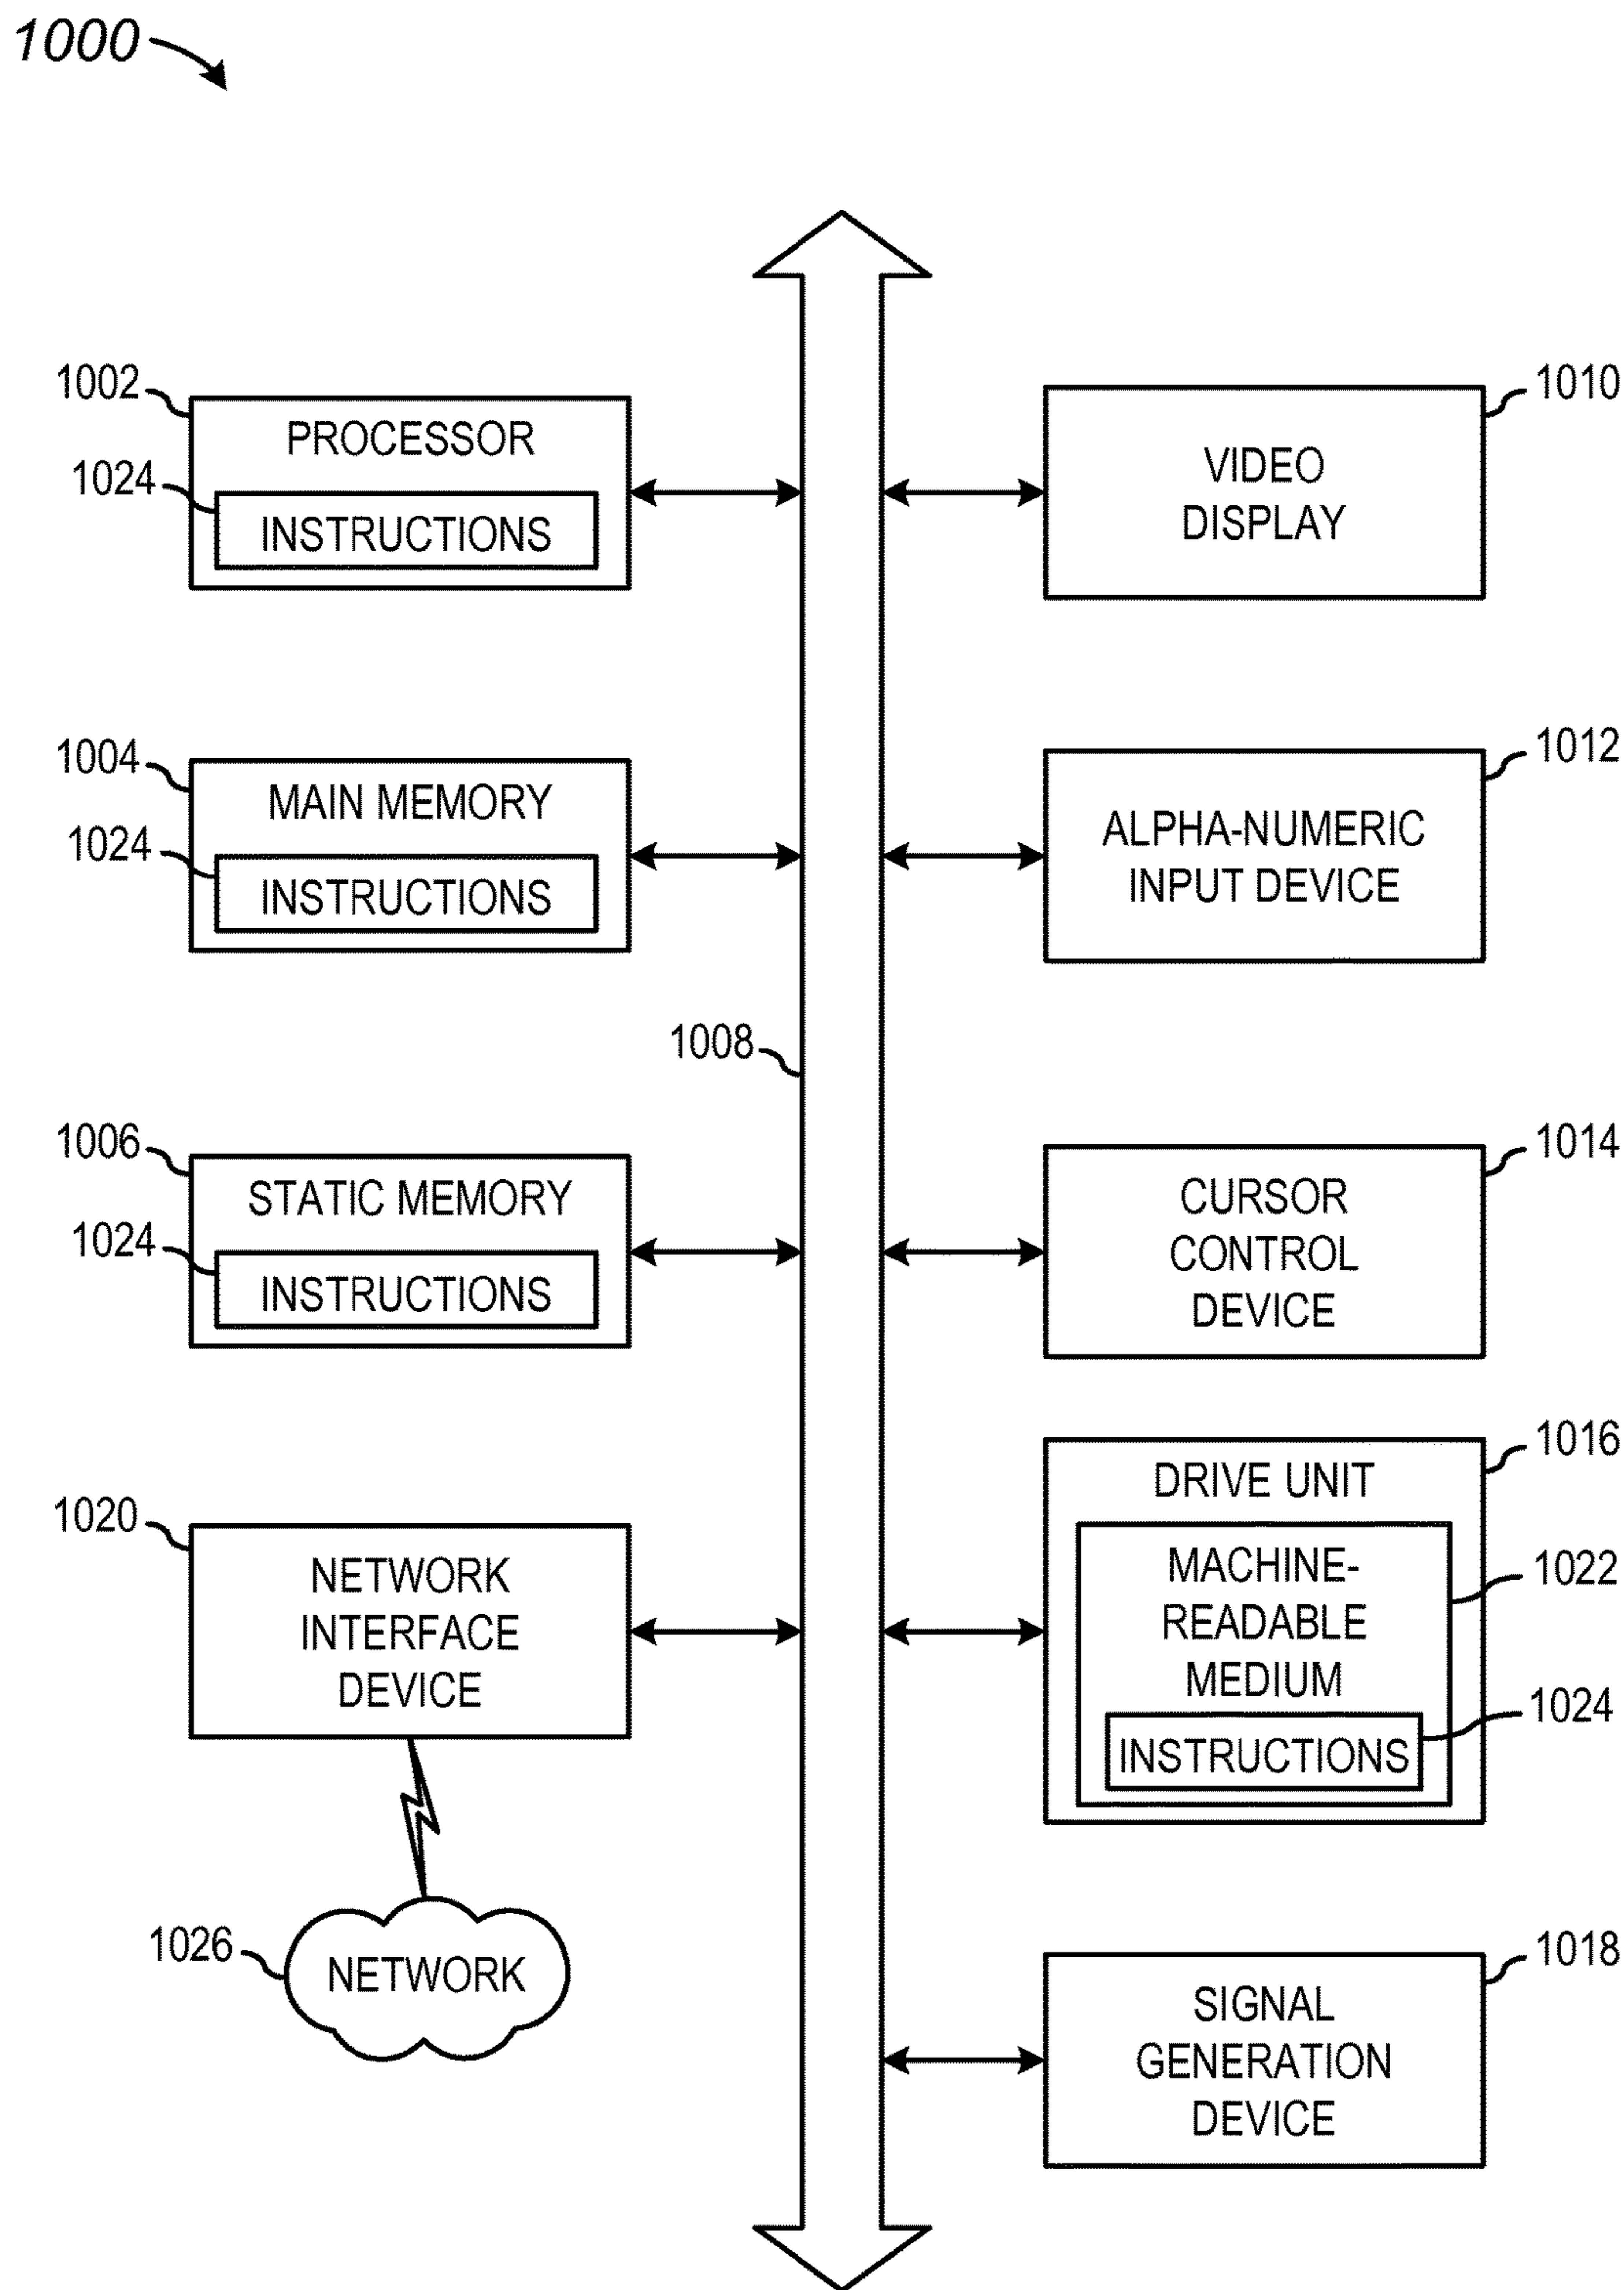 1000
1002
PROCESSOR
1024
INSTRUCTIONS
1004
MAIN MEMORY
1024
INSTRUCTIONS
1008
1006
STATIC MEMORY
1024
INSTRUCTIONS
1020
NETWORK
INTERFACE
DEVICE
1026
NETWORK
1010
VIDEO
DISPLAY
1012
ALPHA-NUMERIC
INPUT DEVICE
1014
CURSOR
CONTROL
DEVICE
1016
DRIVE UNIT
1022
MACHINE-
READABLE
MEDIUM
1024
INSTRUCTIONS
1018
SIGNAL
GENERATION
DEVICE